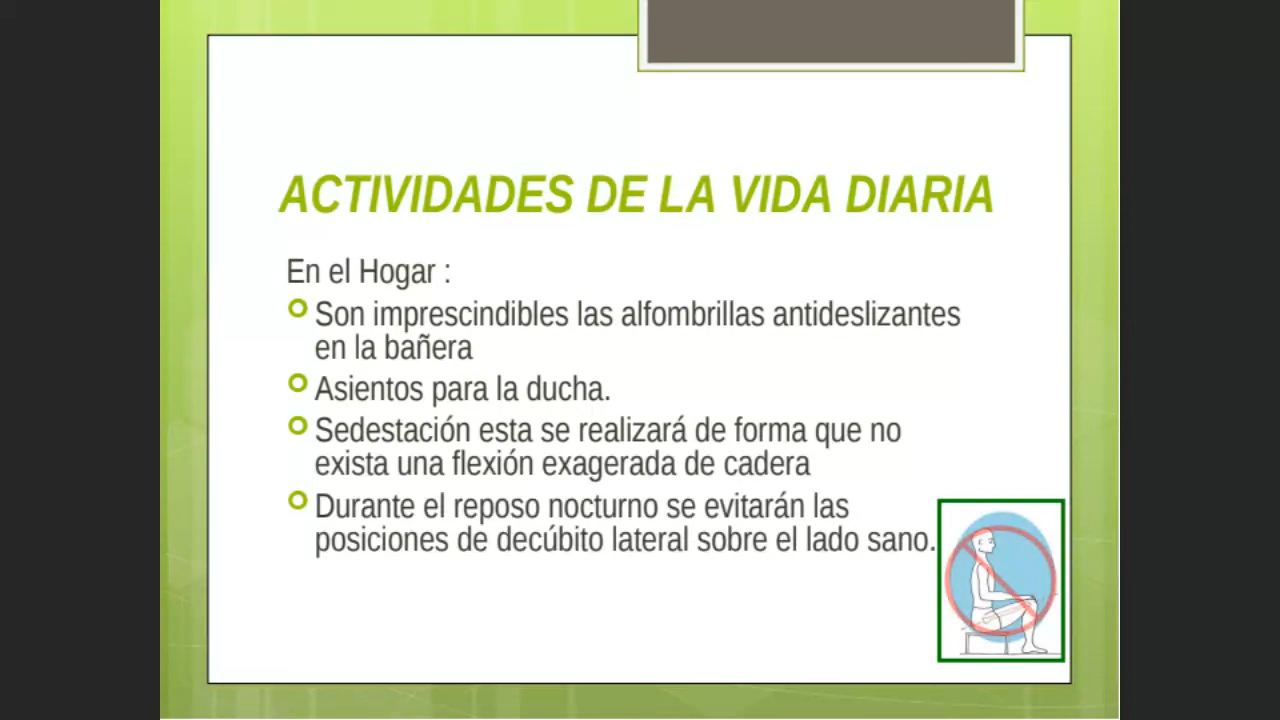 ACTIVIDADES DE LA VIDA DIARIA
En el Hogar :
Son imprescindibles las alfombrillas antideslizantes
en la bañera
Asientos para la ducha.
Sedestación esta se realizará de forma que no
exista una flexión exagerada de cadera
Durante el reposo nocturno se evitarán las
posiciones de decúbito lateral sobre el lado sano.